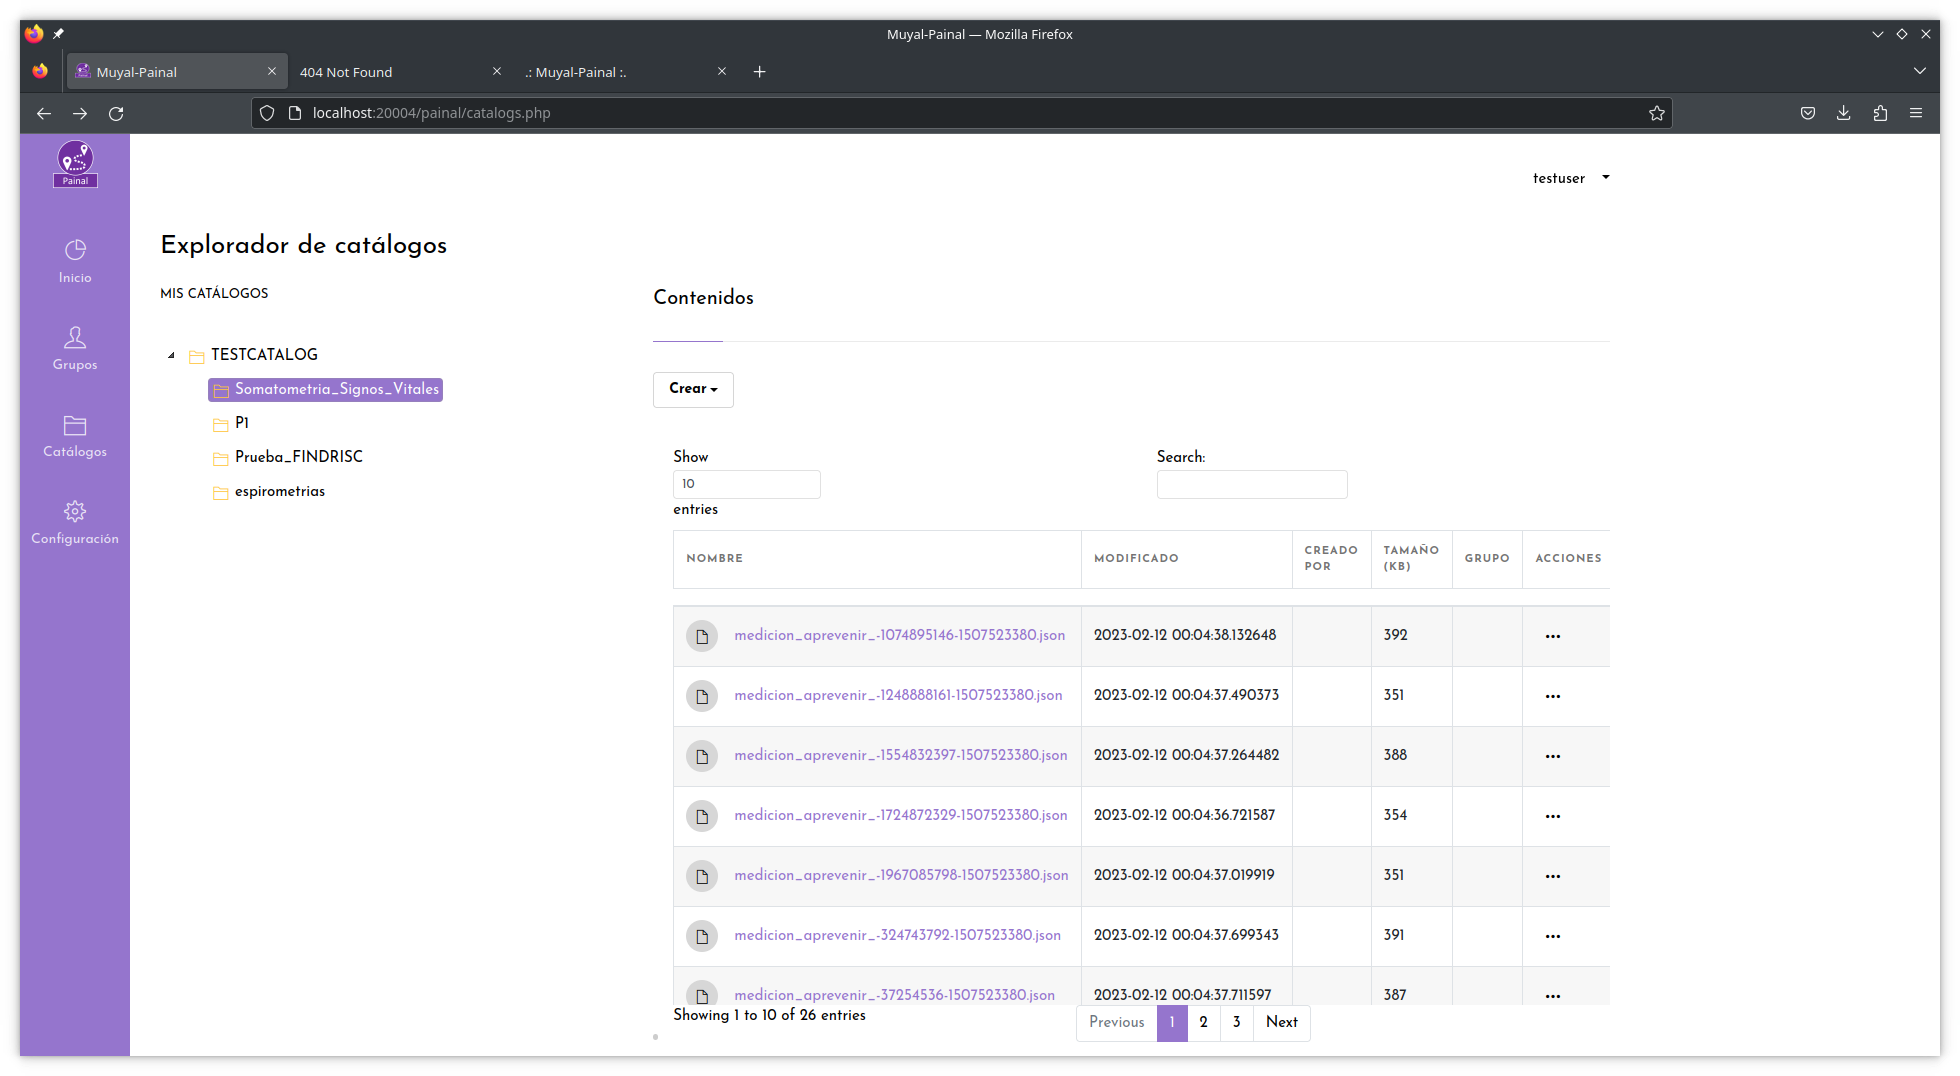 Muyal-Painal — Mozilla Firefox
Muyal-Painal
404 Not Found
.: Muyal-Painal :.
localhost:20004/painal/catalogs.php
Painal
Inicio
Grupos
Catálogos
Configuración
testuser
Explorador de catálogos
MIS CATÁLOGOS
TESTCATALOG
Somatometria_Signos_Vitales
P1
Prueba_FINDRISC
espirometrias
Contenidos
Crear
Show
10
entries
Search:
NOMBRE MODIFICADO CREADO POR TAMAÑO (KB) GRUPO ACCIONES
medicion_aprevenir_-1074895146-1507523380.json 2023-02-12 00:04:38.132648 392 •••
medicion_aprevenir_-1248888161-1507523380.json 2023-02-12 00:04:37.490373 351 •••
medicion_aprevenir_-1554832397-1507523380.json 2023-02-12 00:04:37.264482 388 •••
medicion_aprevenir_-1724872329-1507523380.json 2023-02-12 00:04:36.721587 354 •••
medicion_aprevenir_-1967085798-1507523380.json 2023-02-12 00:04:37.019919 351 •••
medicion_aprevenir_-324743792-1507523380.json 2023-02-12 00:04:37.699343 391 •••
medicion_aprevenir_-37254536-1507523380.json 2023-02-12 00:04:37.711597 387 •••
Showing 1 to 10 of 26 entries
Previous 1 2 3 Next